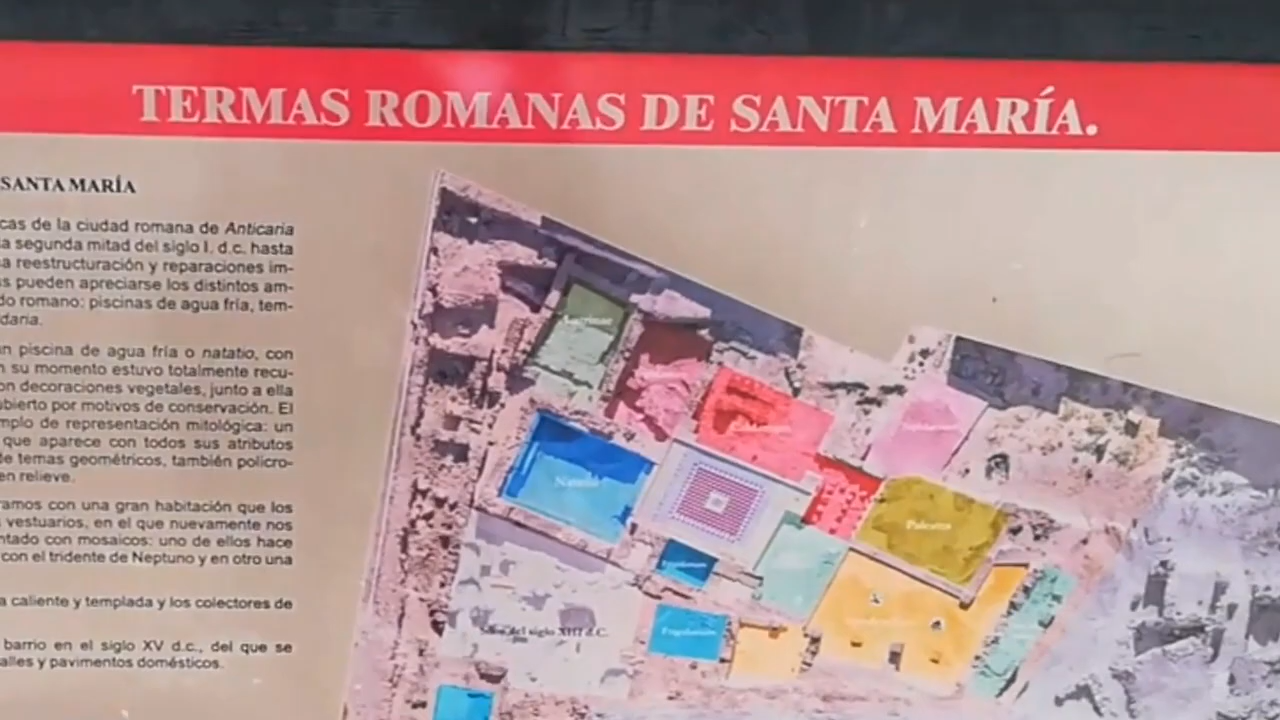 TERMAS ROMANAS DE SANTA MARÍA.
SANTA MARÍA
cas de la ciudad romana de Anticaria
a segunda mitad del siglo I. d.c. hasta
a reestructuración y reparaciones im-
s pueden apreciarse los distintos am-
do romano: piscinas de agua fría, tem-
daria.
n piscina de agua fría o natatio, con
n su momento estuvo totalmente recu-
on decoraciones vegetales, junto a ella
ubierto por motivos de conservación. El
mplo de representación mitológica: un
que aparece con todos sus atributos
de temas geométricos, también policro-
en relieve.
ramos con una gran habitación que los
vestuarios, en el que nuevamente nos
ntado con mosaicos: uno de ellos hace
con el tridente de Neptuno y en otro una
a caliente y templada y los colectores de
barrio en el siglo XV d.c., del que se
alles y pavimentos domésticos.
Natatio
Palestra
Frigidarium
del siglo XIII d.C.